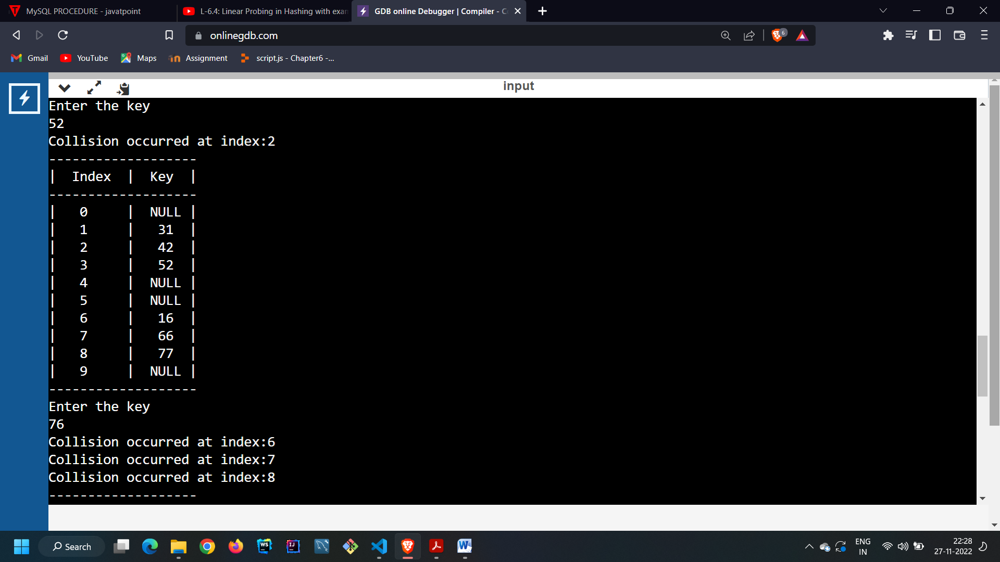 MySQL PROCEDURE - javatpoint
L-6.4: Linear Probing in Hashing with exam
GDB online Debugger | Compiler - C
onlinegdb.com
6
Gmail
YouTube
Maps
Assignment
script.js - Chapter6 -...
input
Enter the key
52
Collision occurred at index:2
-------------------
|  Index  |  Key  |
-------------------
|   0     |  NULL |
|   1     |   31  |
|   2     |   42  |
|   3     |   52  |
|   4     |  NULL |
|   5     |  NULL |
|   6     |   16  |
|   7     |   66  |
|   8     |   77  |
|   9     |  NULL |
-------------------
Enter the key
76
Collision occurred at index:6
Collision occurred at index:7
Collision occurred at index:8
-------------------
Search
WS
IJ
W
ENG
IN
22:28
27-11-2022